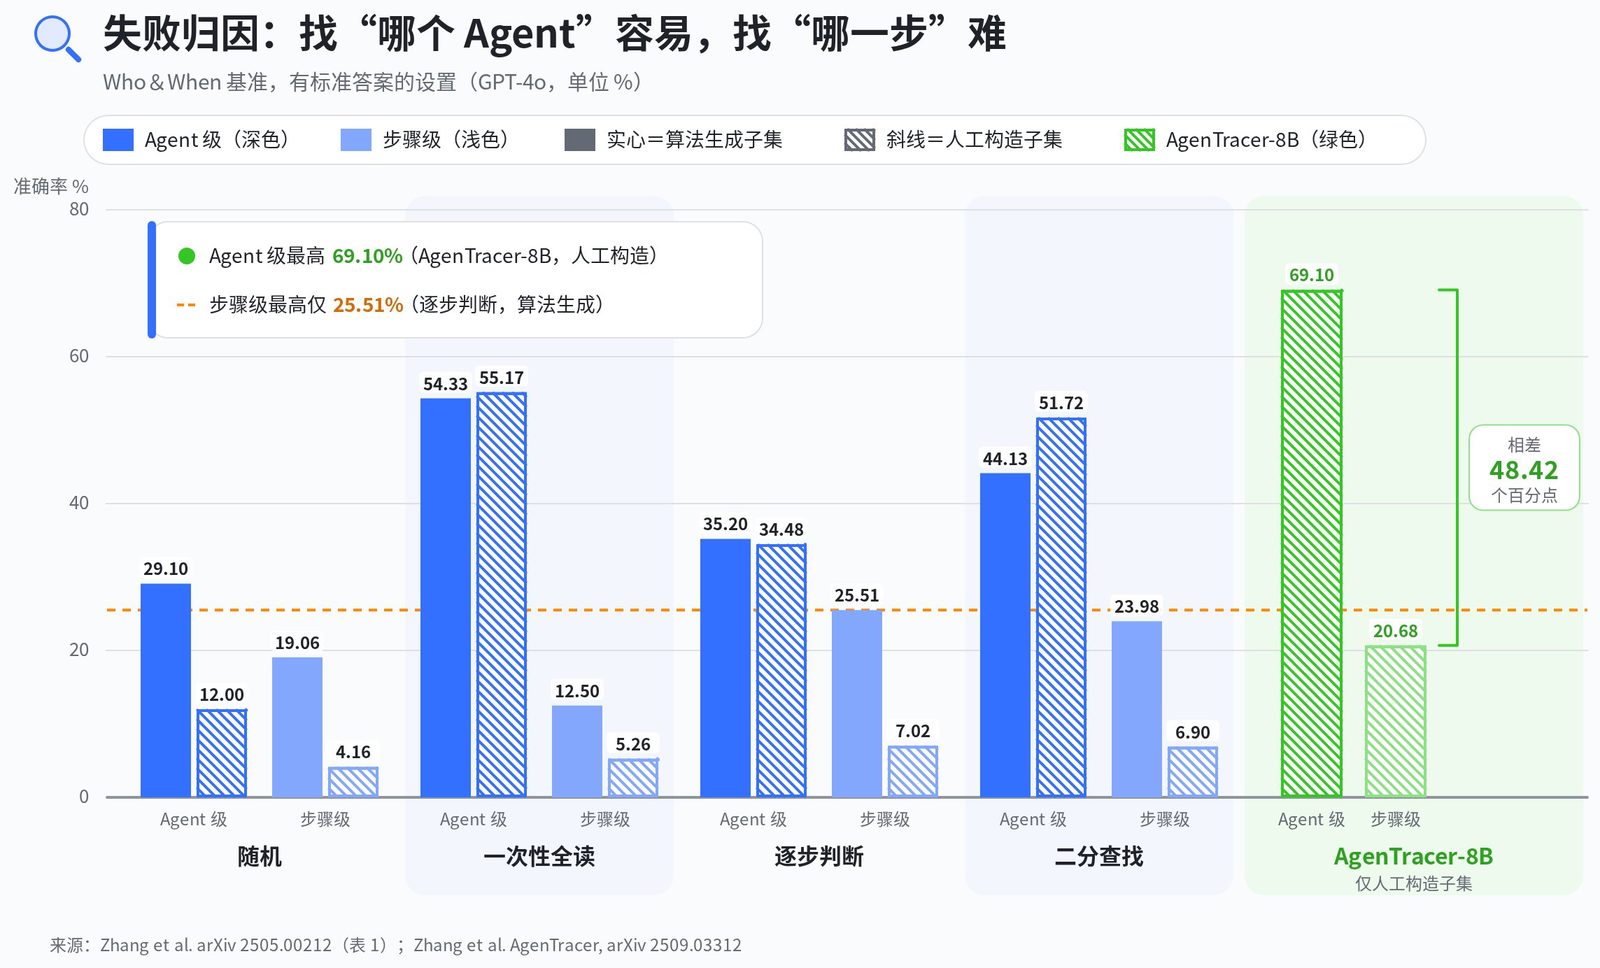 失败归因：找“哪个 Agent”容易，找“哪一步”难
Who & When 基准，有标准答案的设置（GPT-4o，单位 %）
Agent 级（深色）
步骤级（浅色）
实心＝算法生成子集
斜线＝人工构造子集
AgenTracer-8B（绿色）
准确率 %
80
60
40
20
0
Agent 级最高 69.10%（AgenTracer-8B，人工构造）
步骤级最高仅 25.51%（逐步判断，算法生成）
29.10
12.00
19.06
4.16
54.33
55.17
12.50
5.26
35.20
34.48
25.51
7.02
44.13
51.72
23.98
6.90
69.10
20.68
相差
48.42
个百分点
Agent 级 步骤级 Agent 级 步骤级 Agent 级 步骤级 Agent 级 步骤级 Agent 级 步骤级
随机 一次性全读 逐步判断 二分查找 AgenTracer-8B
仅人工构造子集
来源：Zhang et al. arXiv 2505.00212（表 1）；Zhang et al. AgenTracer, arXiv 2509.03312